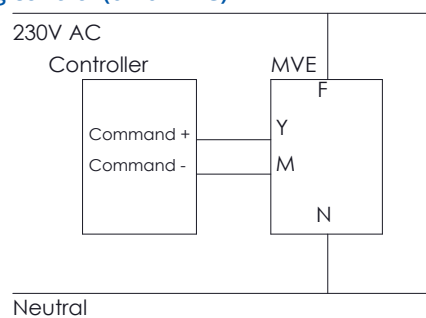 230V AC
Controller MVE
F
Command + Y
Command - M
N
Neutral